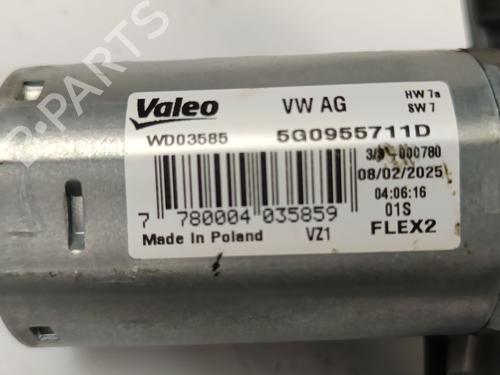 Valeo
VW AG
HW 7a
SW 7
WD03585
5G0955711D
000780
08/02/2025
04:06:16
7 780004 035859
01S
Made in Poland
VZ1
FLEX2
B-PARTS